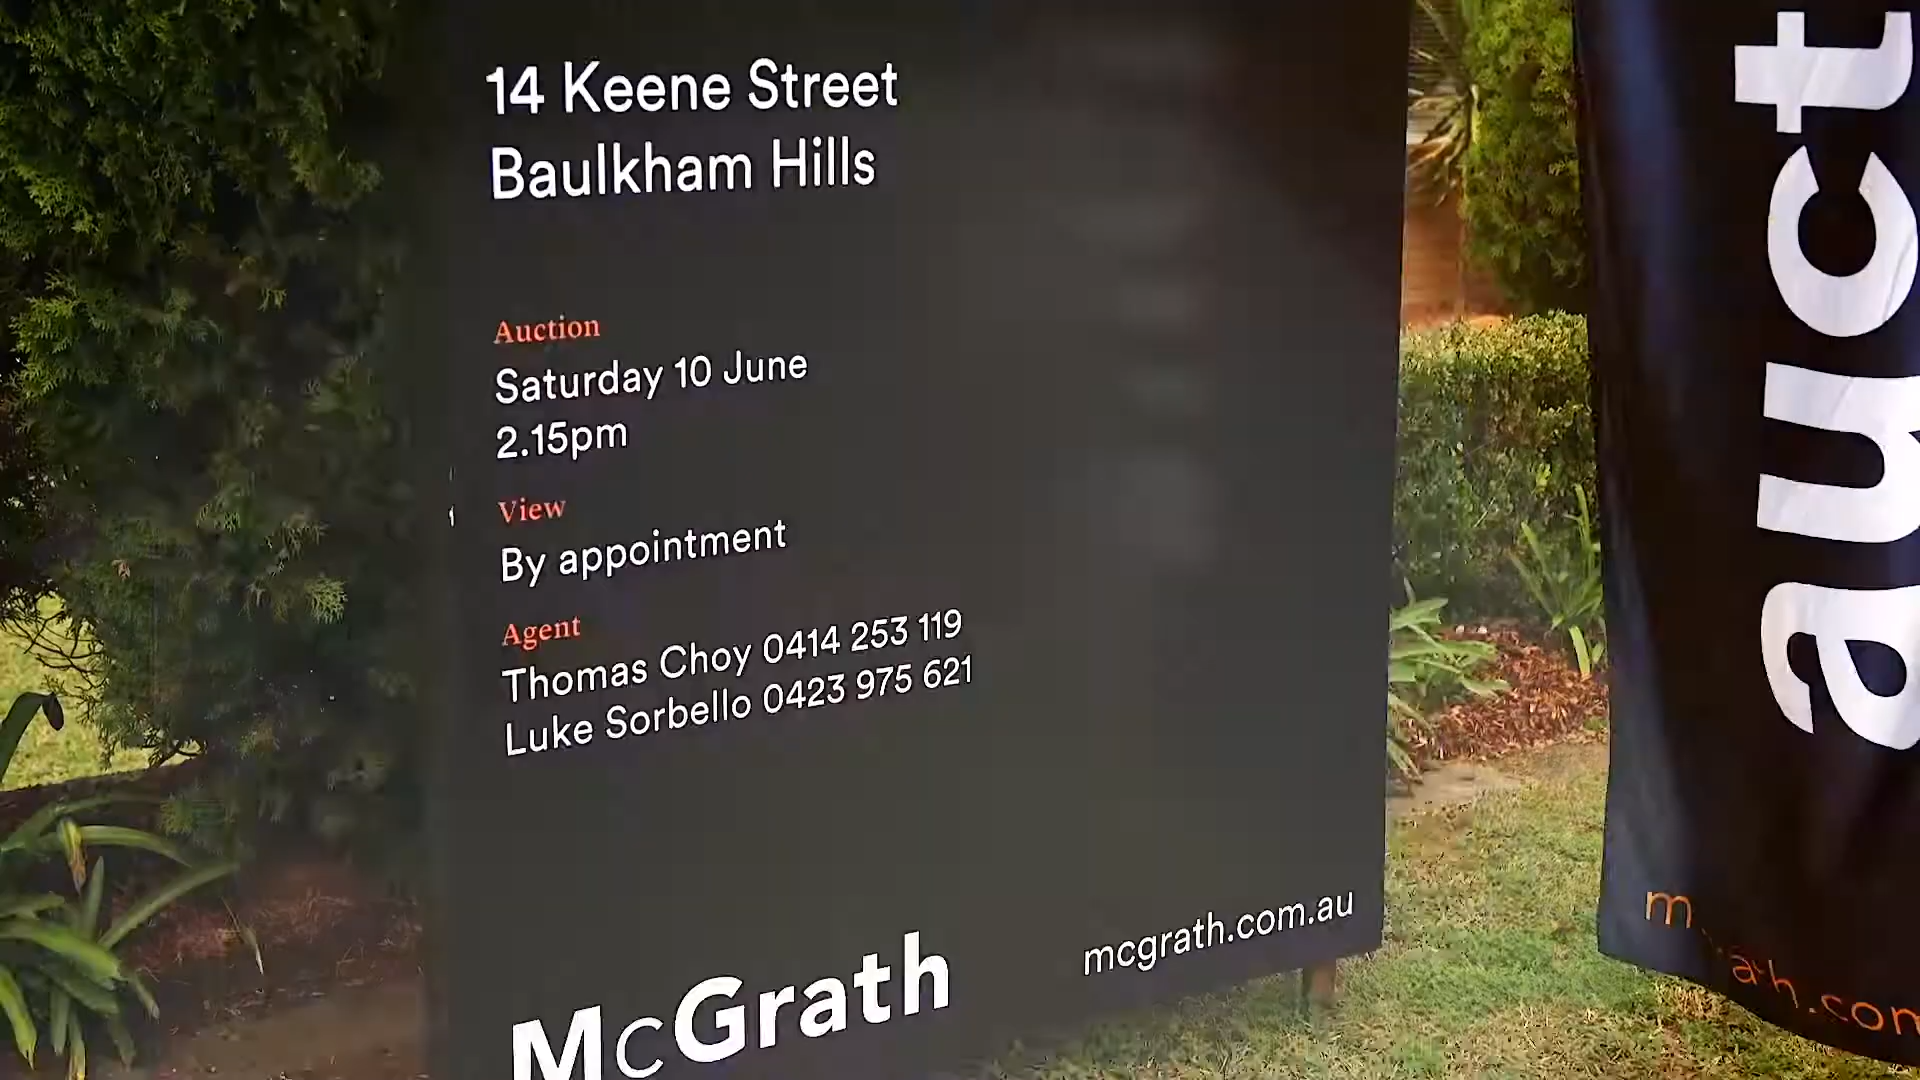 14 Keene Street
Baulkham Hills
Auction
Saturday 10 June
2.15pm
View
By appointment
Agent
Thomas Choy 0414 253 119
Luke Sorbello 0423 975 621
McGrath
mcgrath.com.au
auct